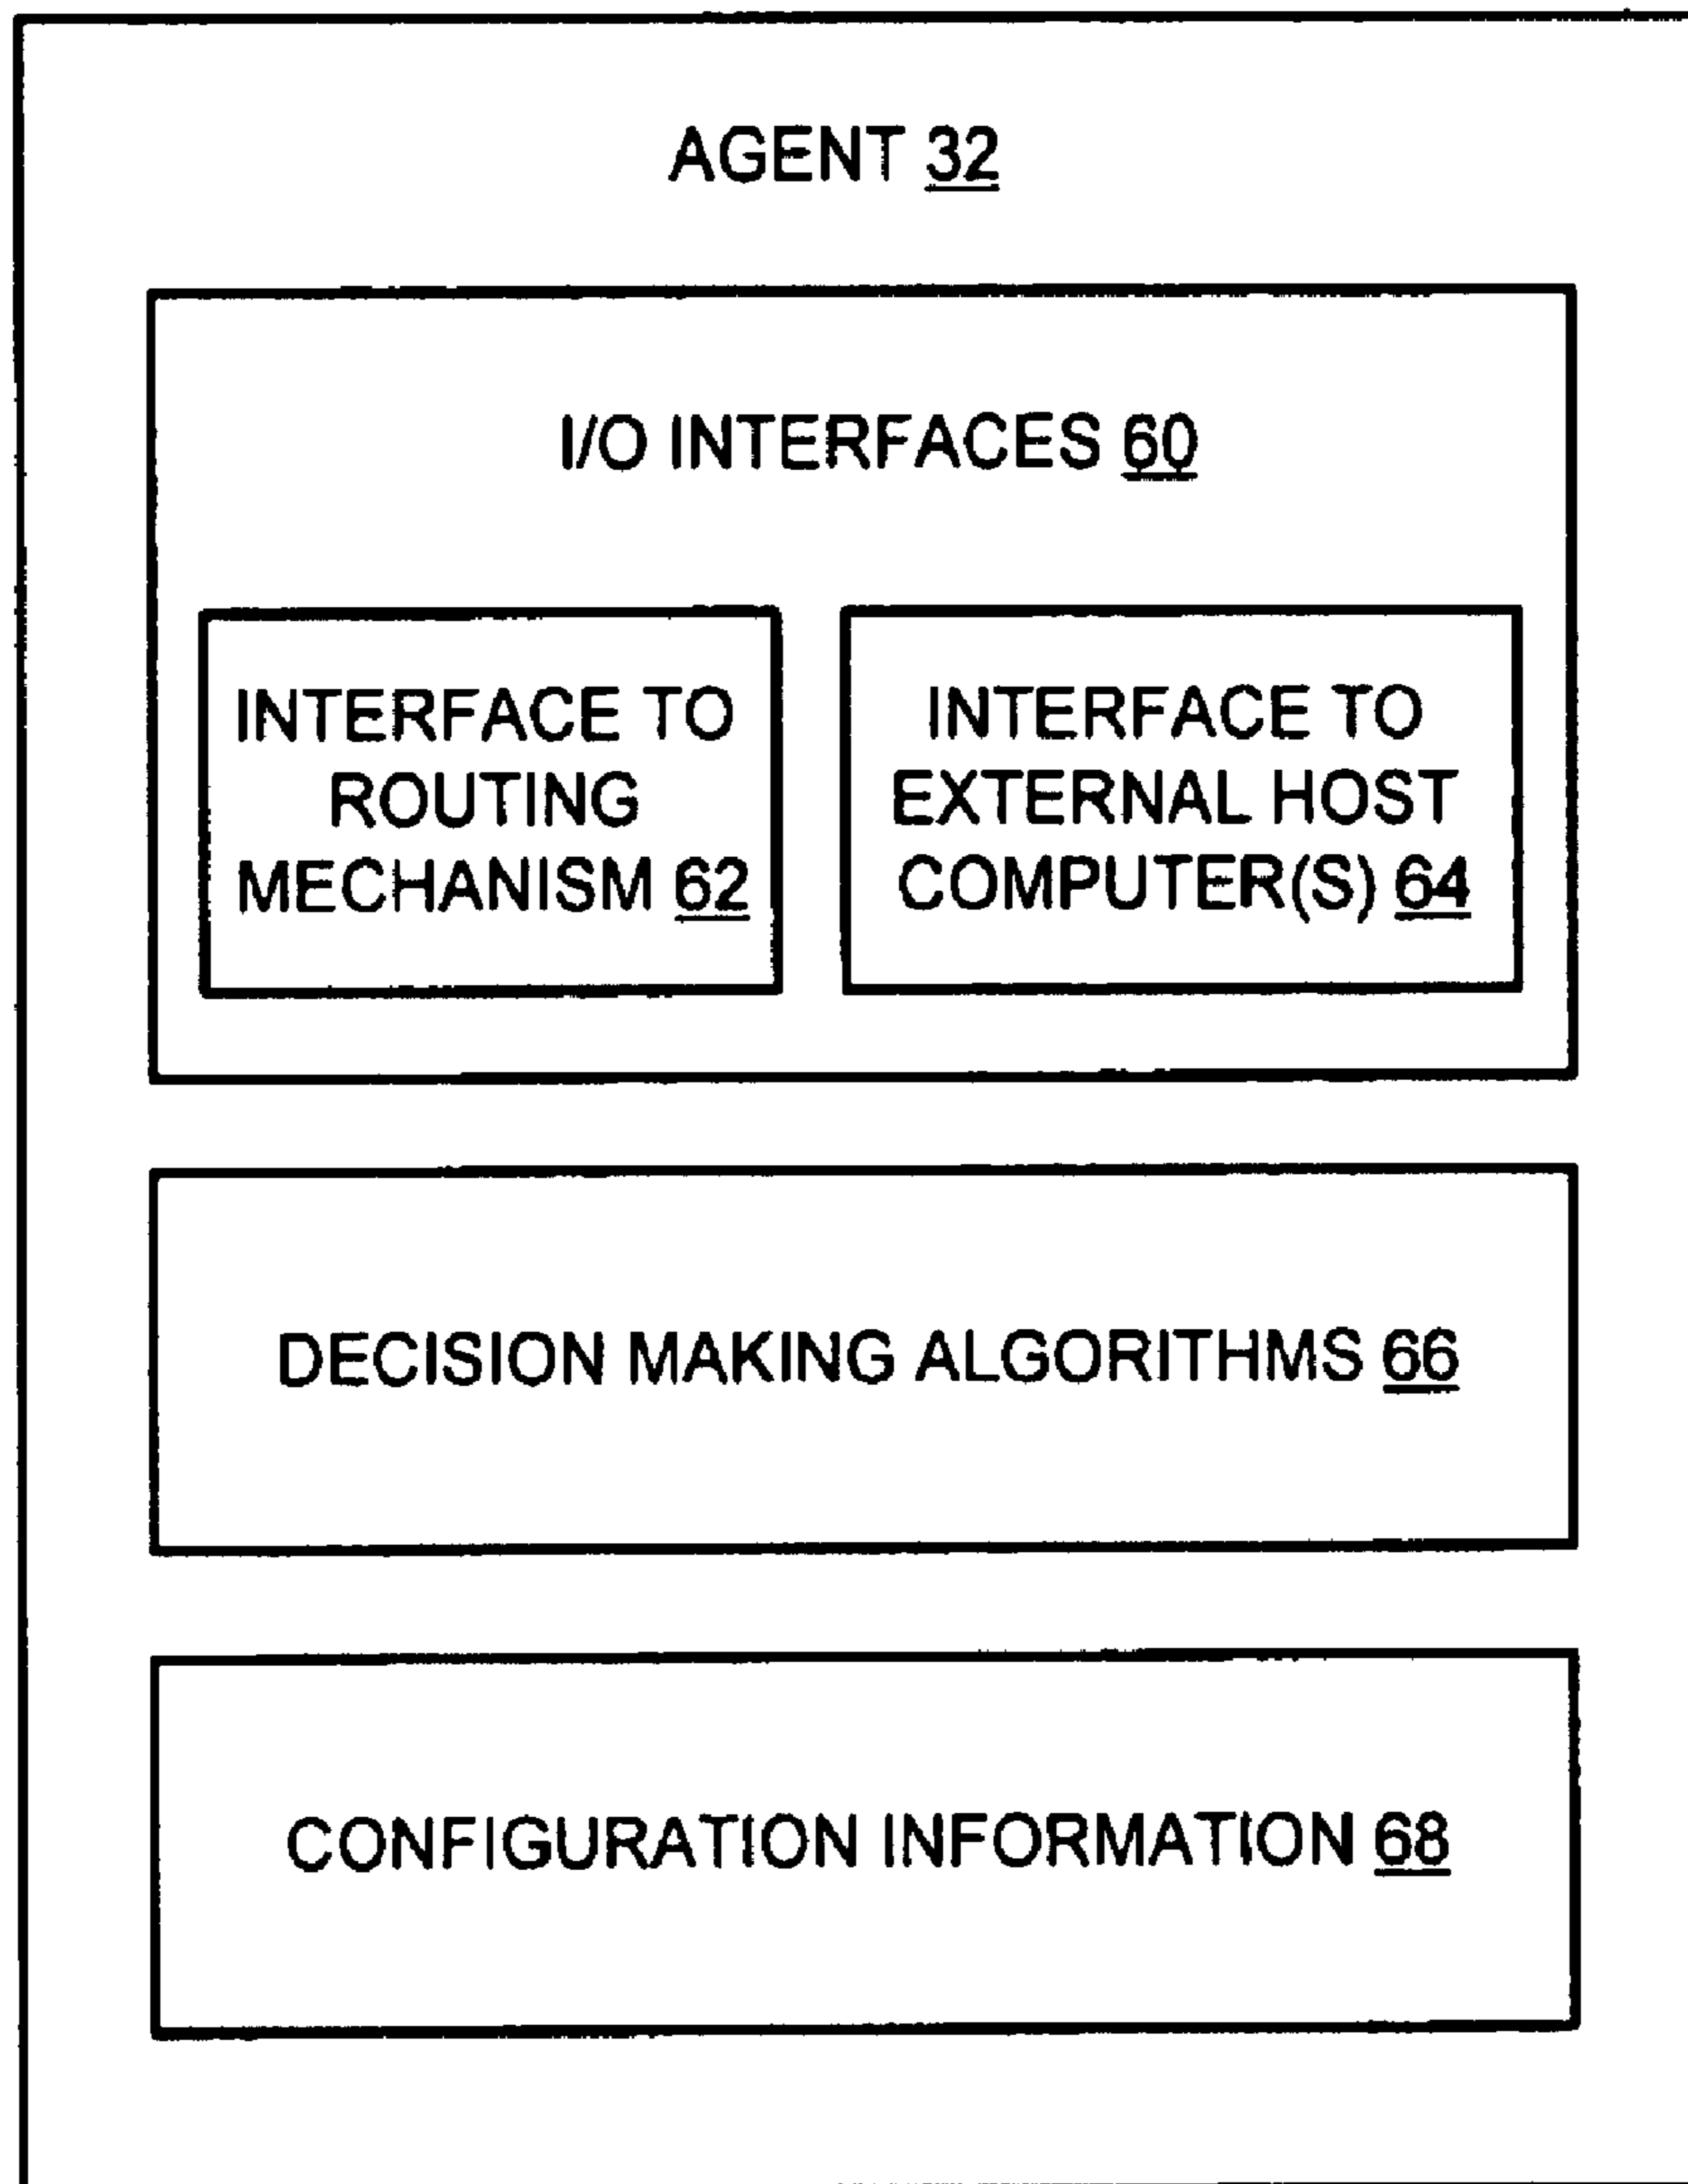 AGENT 32
I/O INTERFACES 60
INTERFACE TO
ROUTING
MECHANISM 62
INTERFACE TO
EXTERNAL HOST
COMPUTER(S) 64
DECISION MAKING ALGORITHMS 66
CONFIGURATION INFORMATION 68